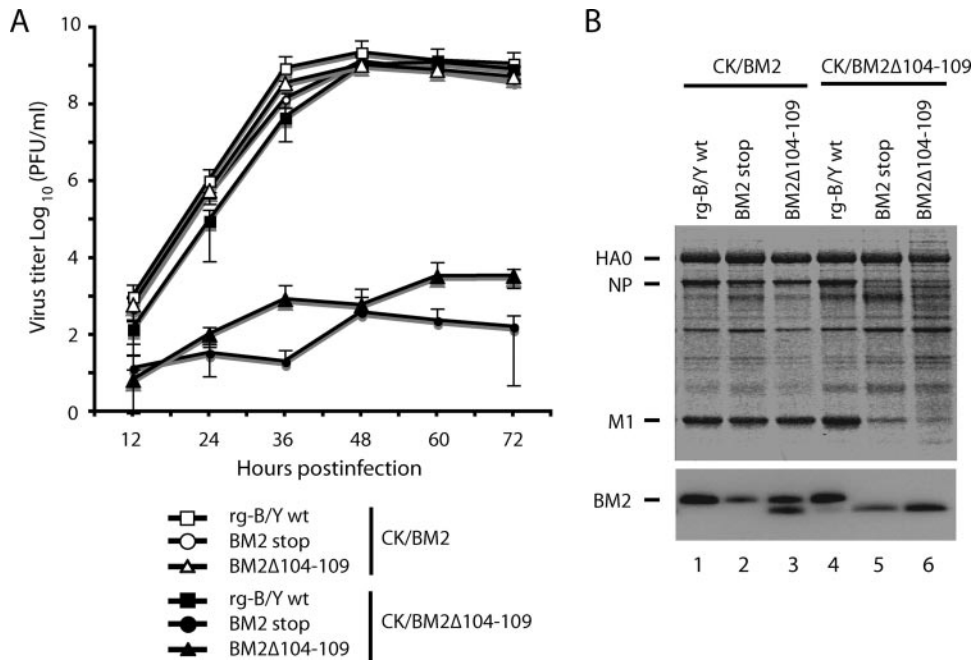 A
Virus titer Log10 (PFU/ml)
10
8
6
4
2
0
12 24 36 48 60 72
Hours postinfection
rg-B/Y wt
BM2 stop
BM2Δ104-109
CK/BM2
rg-B/Y wt
BM2 stop
BM2Δ104-109
CK/BM2Δ104-109
B
CK/BM2 CK/BM2Δ104-109
rg-B/Y wt
BM2 stop
BM2Δ104-109
rg-B/Y wt
BM2 stop
BM2Δ104-109
HA0
NP
M1
BM2
1 2 3 4 5 6